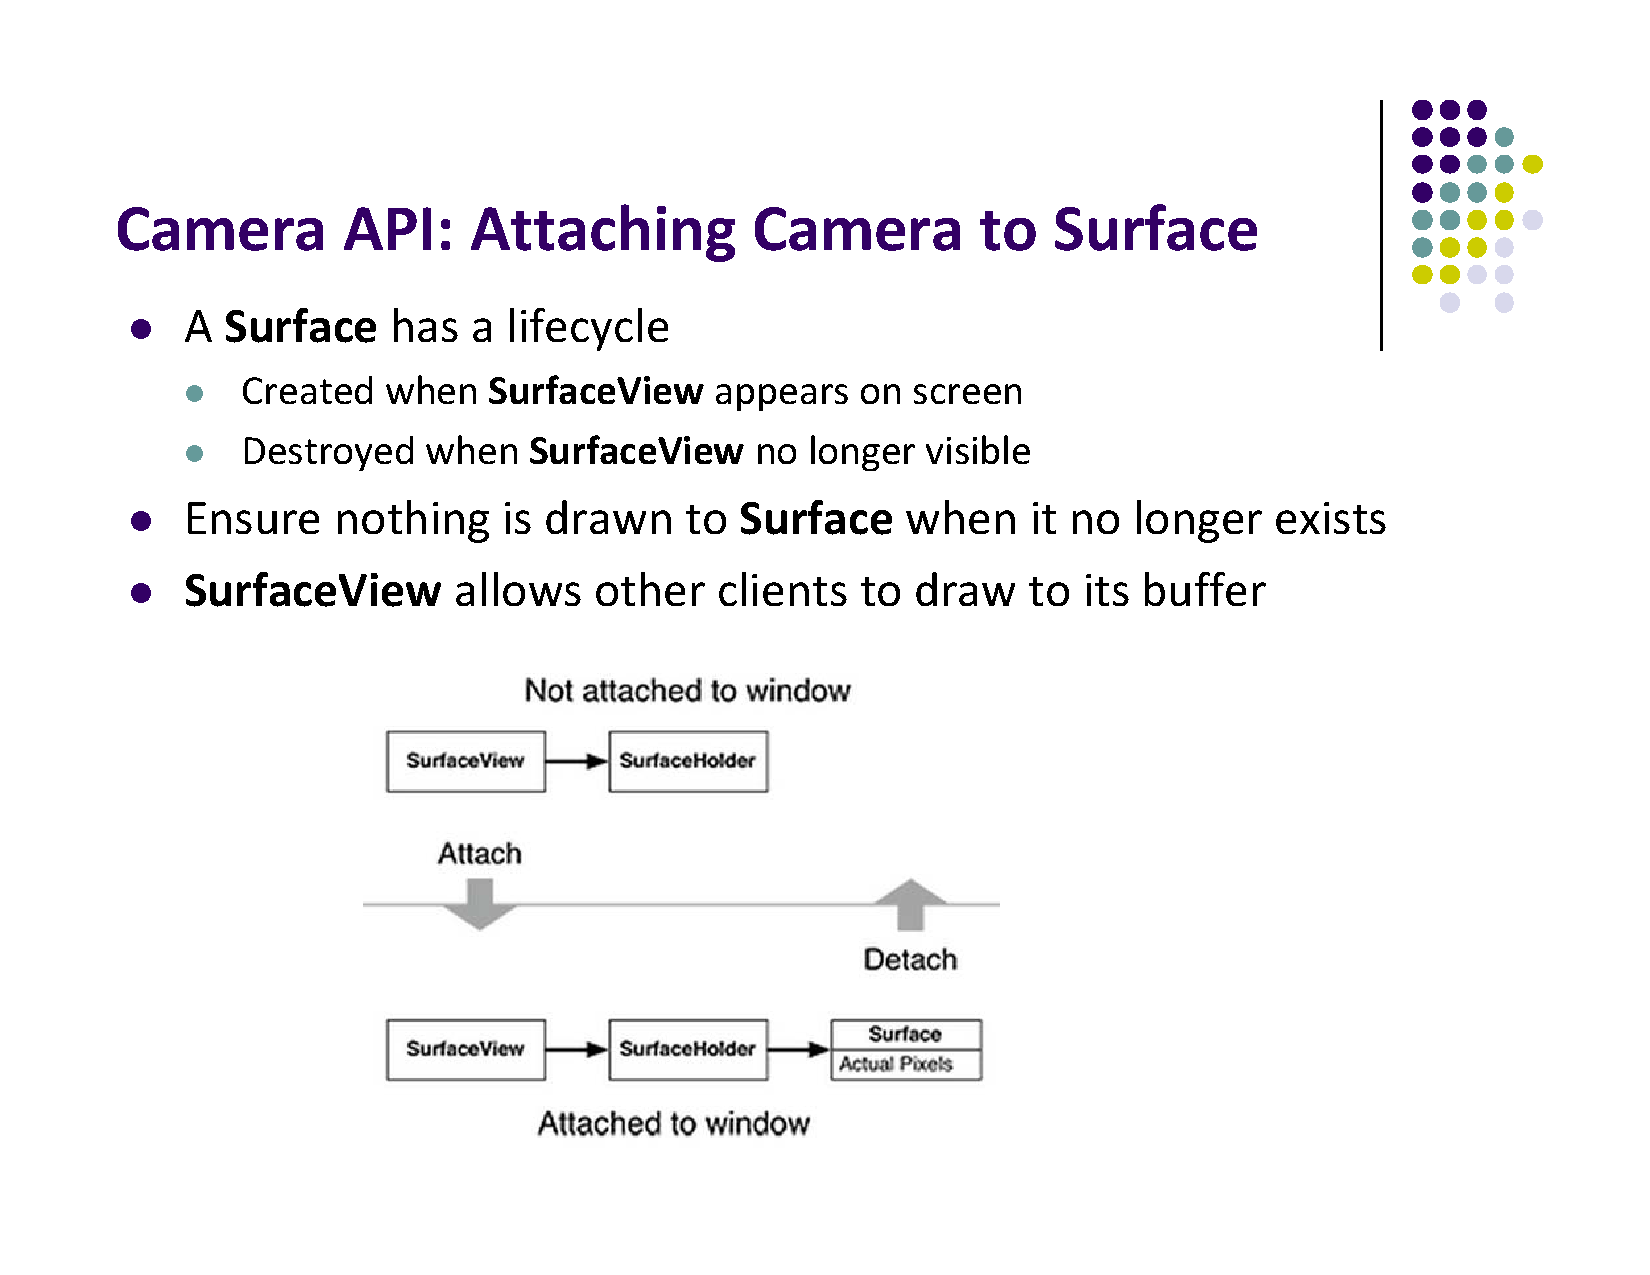 Camera API: Attaching Camera to Surface
A Surface has a lifecycle
Created when SurfaceView appears on screen
Destroyed when SurfaceView no longer visible
Ensure nothing is drawn to Surface when it no longer exists
SurfaceView allows other clients to draw to its buffer
Not attached to window
SurfaceView SurfaceHolder
Attach
Detach
SurfaceView SurfaceHolder Surface
Actual Pixels
Attached to window